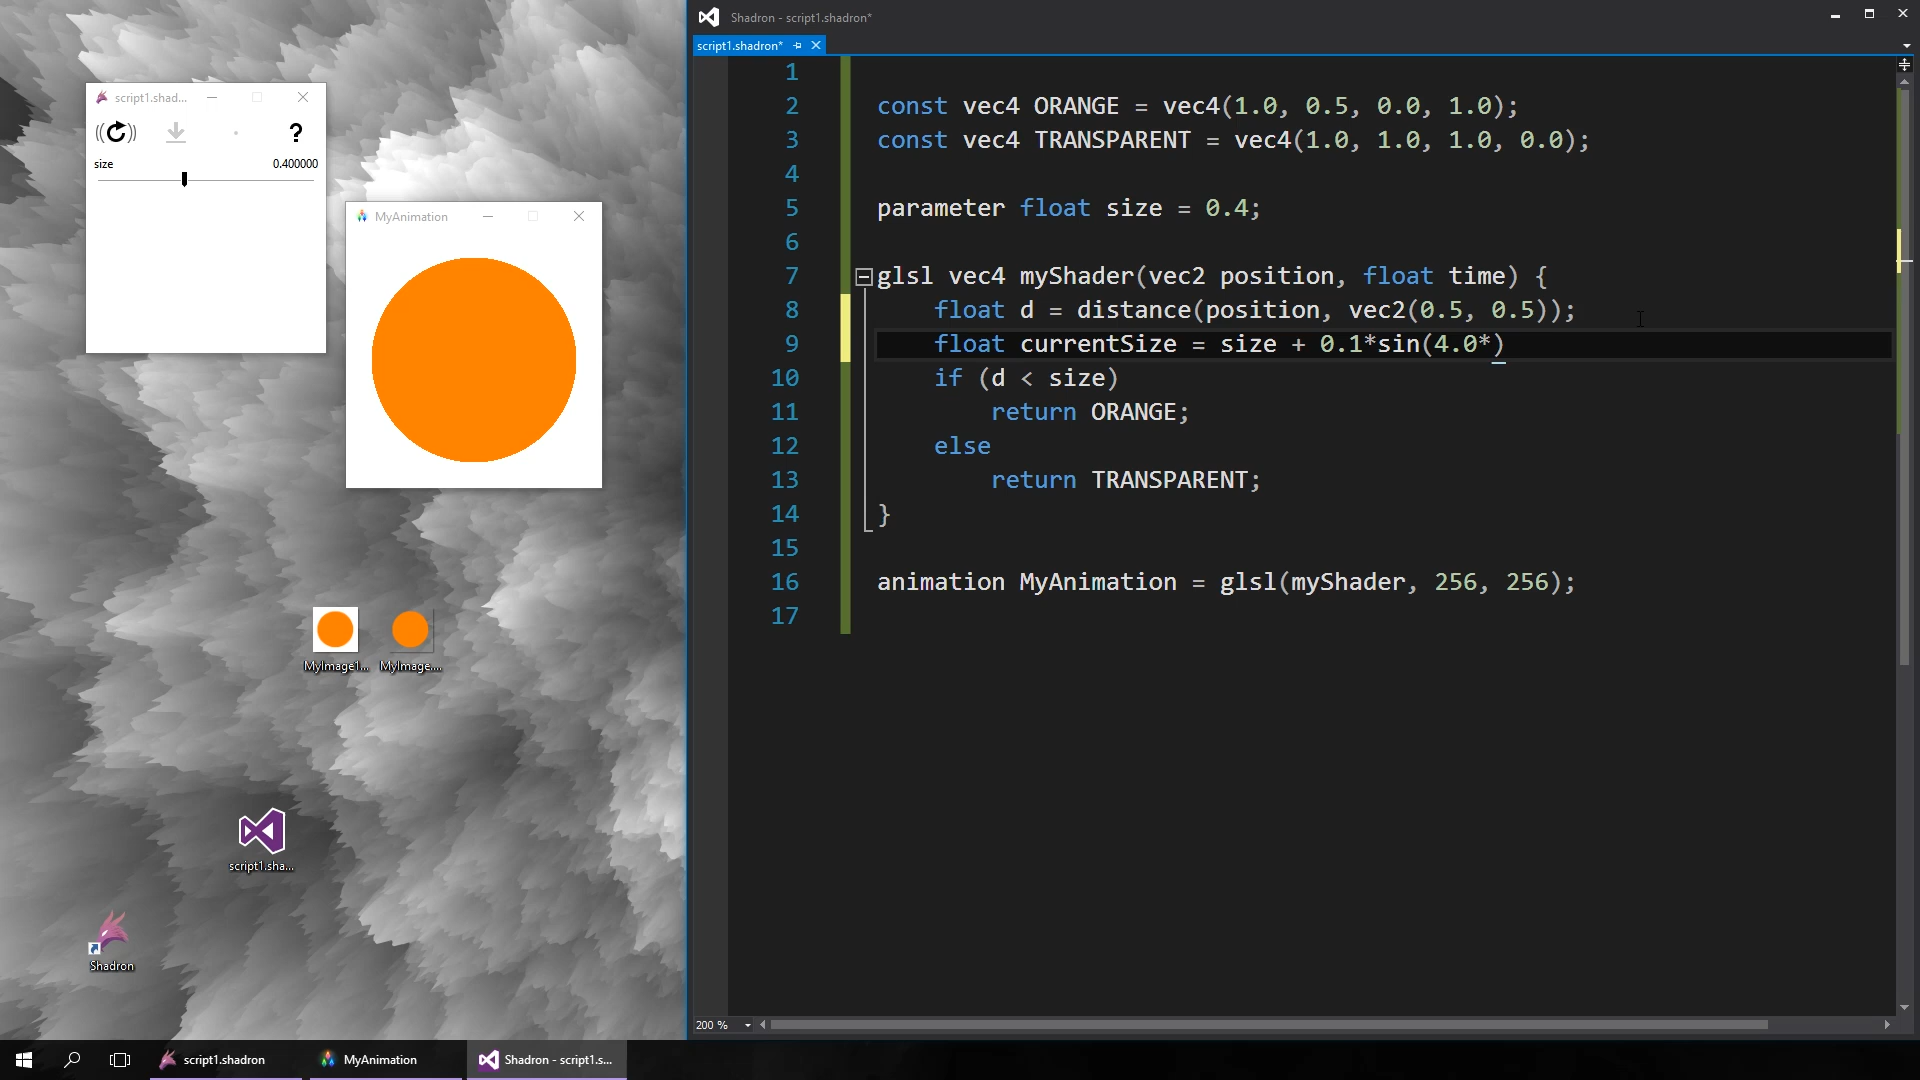 script1.shad...
?
size
0.400000
MyAnimation
MyImage1...
MyImage....
script1.sha...
Shadron
Shadron - script1.shadron*
script1.shadron*
1
2 const vec4 ORANGE = vec4(1.0, 0.5, 0.0, 1.0);
3 const vec4 TRANSPARENT = vec4(1.0, 1.0, 1.0, 0.0);
4
5 parameter float size = 0.4;
6
7 glsl vec4 myShader(vec2 position, float time) {
8 float d = distance(position, vec2(0.5, 0.5));
9 float currentSize = size + 0.1*sin(4.0*)
10 if (d < size)
11 return ORANGE;
12 else
13 return TRANSPARENT;
14 }
15
16 animation MyAnimation = glsl(myShader, 256, 256);
17
200 %
script1.shadron
MyAnimation
Shadron - script1.s...